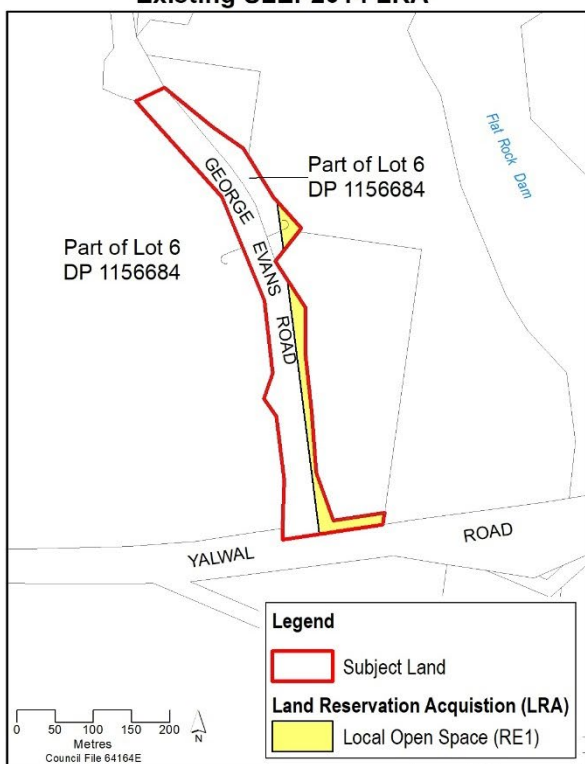 Existing SLEP 2014 LRA
Flat Rock Dam
Part of Lot 6
DP 1156684
Part of Lot 6
DP 1156684
GEORGE EVANS ROAD
YALWAL ROAD
Legend
Subject Land
Land Reservation Acquistion (LRA)
Local Open Space (RE1)
0 50 100 150 200
Metres
N
Council File 64164E